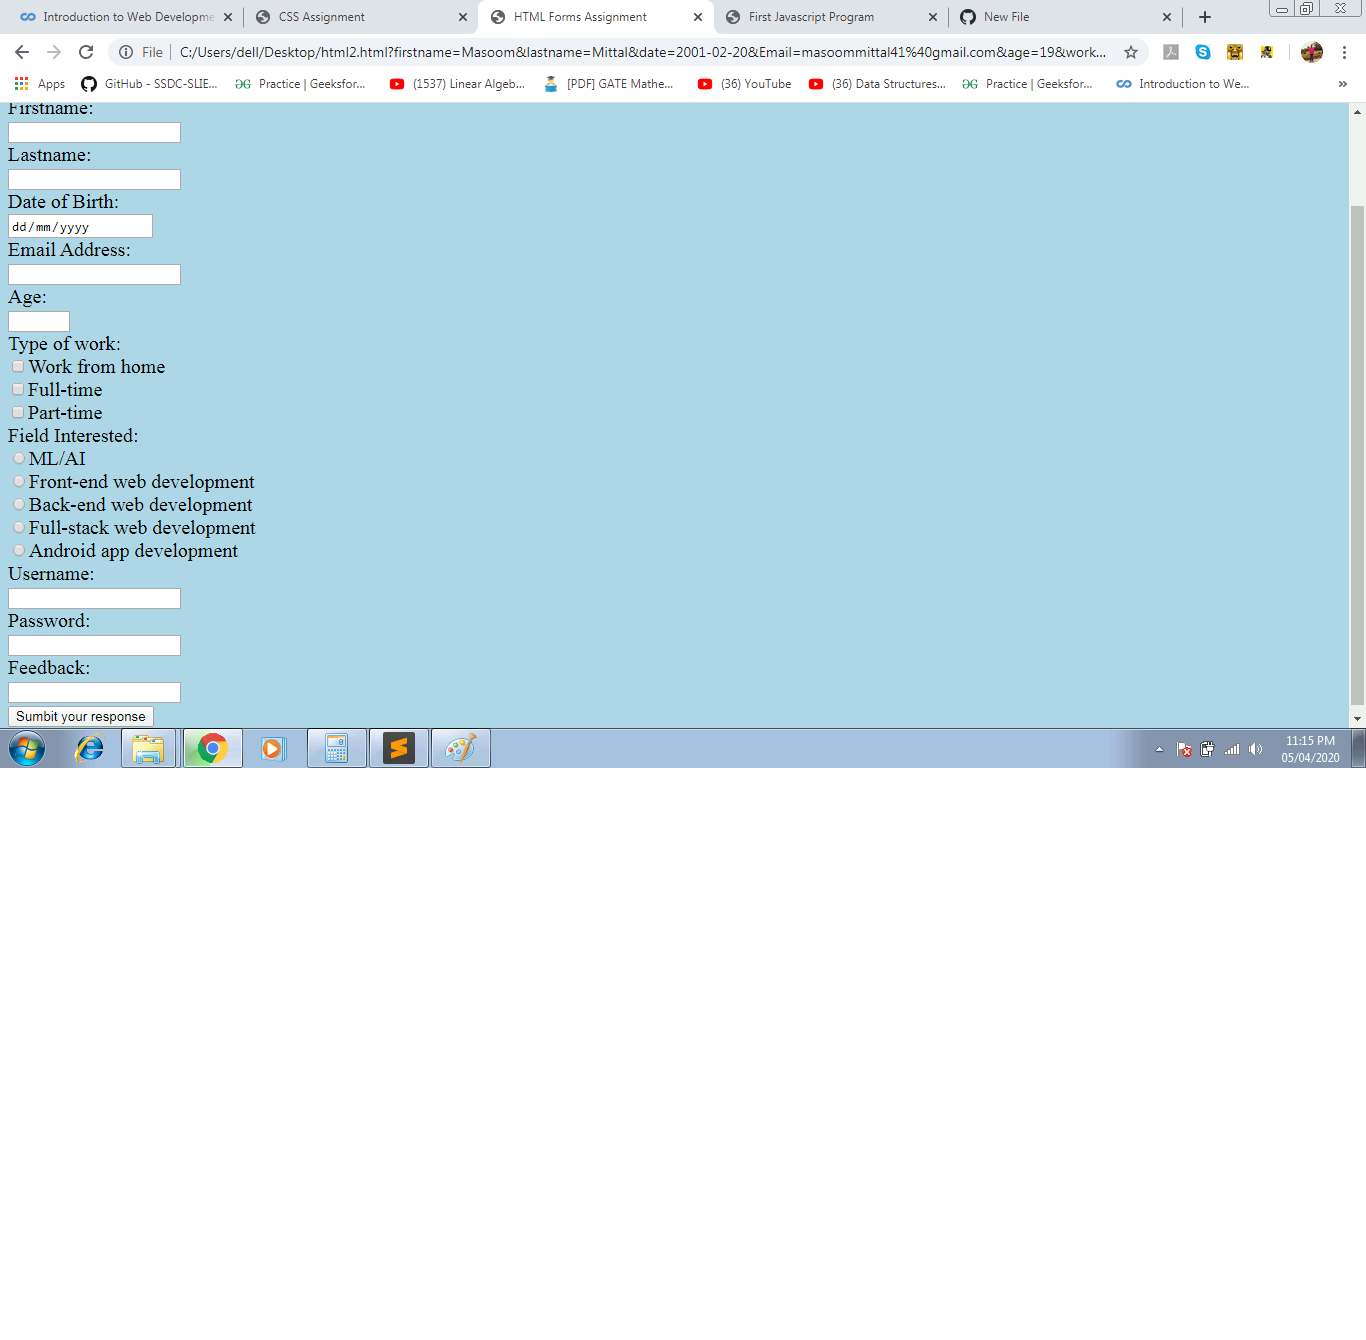 Introduction to Web Developme
CSS Assignment
HTML Forms Assignment
First Javascript Program
New File
File
C:/Users/dell/Desktop/html2.html?firstname=Masoom&lastname=Mittal&date=2001-02-20&Email=masoommittal41%40gmail.com&age=19&work...
Apps
GitHub - SSDC-SLIE...
Practice | Geeksfor...
(1537) Linear Algeb...
[PDF] GATE Mathe...
(36) YouTube
(36) Data Structures...
Practice | Geeksfor...
Introduction to We...
»
Firstname:
Lastname:
Date of Birth:
dd/mm/yyyy
Email Address:
Age:
Type of work:
Work from home
Full-time
Part-time
Field Interested:
ML/AI
Front-end web development
Back-end web development
Full-stack web development
Android app development
Username:
Password:
Feedback:
Sumbit your response
11:15 PM
05/04/2020